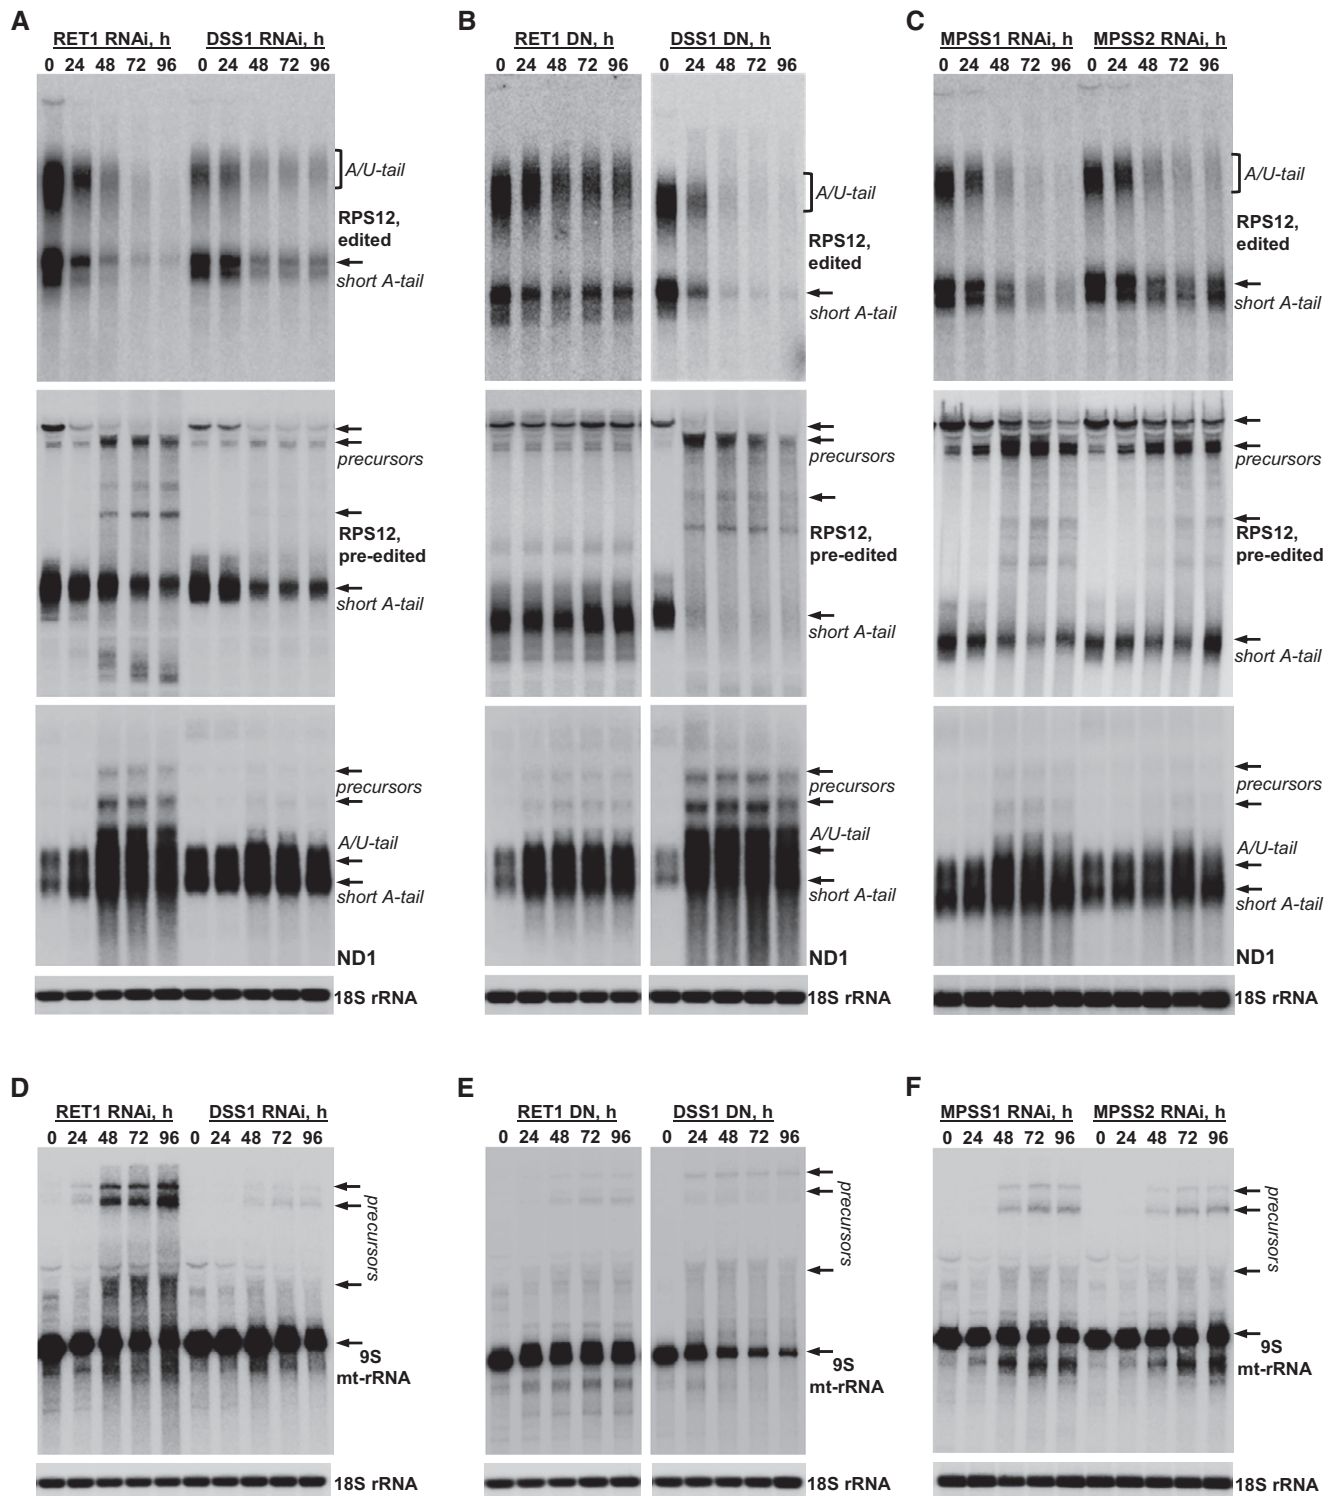 A
RET1 RNAi, h DSS1 RNAi, h
0 24 48 72 96 0 24 48 72 96
A/U-tail
RPS12,
edited
short A-tail
precursors
RPS12,
pre-edited
short A-tail
precursors
A/U-tail
short A-tail
ND1
18S rRNA
B
RET1 DN, h DSS1 DN, h
0 24 48 72 96 0 24 48 72 96
A/U-tail
RPS12,
edited
short A-tail
precursors
RPS12,
pre-edited
short A-tail
precursors
A/U-tail
short A-tail
ND1
18S rRNA
C
MPSS1 RNAi, h MPSS2 RNAi, h
0 24 48 72 96 0 24 48 72 96
A/U-tail
RPS12,
edited
short A-tail
precursors
RPS12,
pre-edited
short A-tail
precursors
A/U-tail
short A-tail
ND1
18S rRNA
D
RET1 RNAi, h DSS1 RNAi, h
0 24 48 72 96 0 24 48 72 96
precursors
9S
mt-rRNA
18S rRNA
E
RET1 DN, h DSS1 DN, h
0 24 48 72 96 0 24 48 72 96
precursors
9S
mt-rRNA
18S rRNA
F
MPSS1 RNAi, h MPSS2 RNAi, h
0 24 48 72 96 0 24 48 72 96
precursors
9S
mt-rRNA
18S rRNA